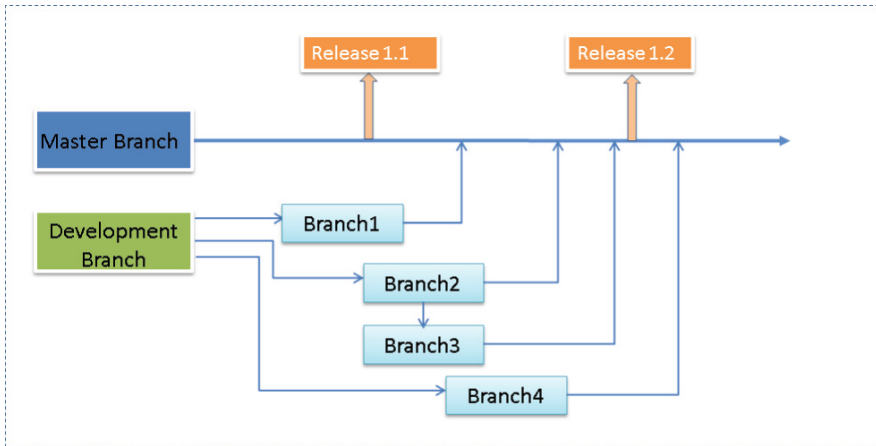 Release 1.1
Release 1.2
Master Branch
Development
Branch
Branch1
Branch2
Branch3
Branch4